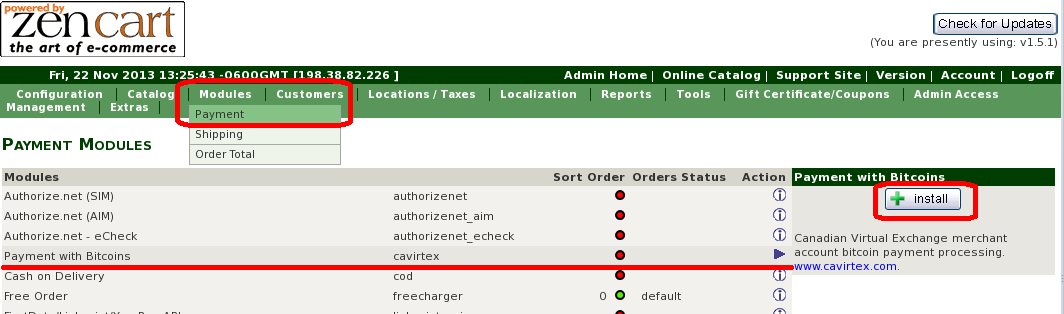 powered by
zen cart
the art of e-commerce
Check for Updates
(You are presently using: v1.5.1)
Fri, 22 Nov 2013 13:25:43 -0600GMT [198.38.82.226 ]
Admin Home | Online Catalog | Support Site | Version | Account | Logoff
Configuration | Catalog | Modules | Customers | Locations / Taxes | Localization | Reports | Tools | Gift Certificate/Coupons | Admin Access
Management | Extras |
Payment
Shipping
Order Total
Payment Modules
Modules Sort Order Orders Status Action
Authorize.net (SIM) authorizenet
Authorize.net (AIM) authorizenet_aim
Authorize.net - eCheck authorizenet_echeck
Payment with Bitcoins cavirtex
Cash on Delivery cod
Free Order freecharger 0 default
Payment with Bitcoins
install
Canadian Virtual Exchange merchant
account bitcoin payment processing.
www.cavirtex.com.